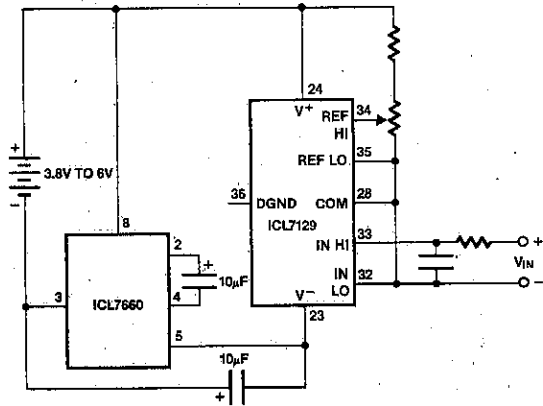 24
V+
REF HI
34
REF LO
35
+
3.8V TO 6V
−
36
DGND
COM
28
ICL7129
8
IN HI
33
+
2
VIN
+
10µF
IN LO
32
−
3
ICL7660
4
V−
23
5
10µF
+